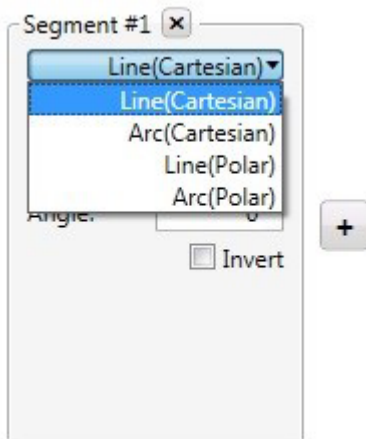 Segment #1 ×
Line(Cartesian)
Line(Cartesian)
Arc(Cartesian)
Line(Polar)
Arc(Polar)
Angle: 0
Invert
+